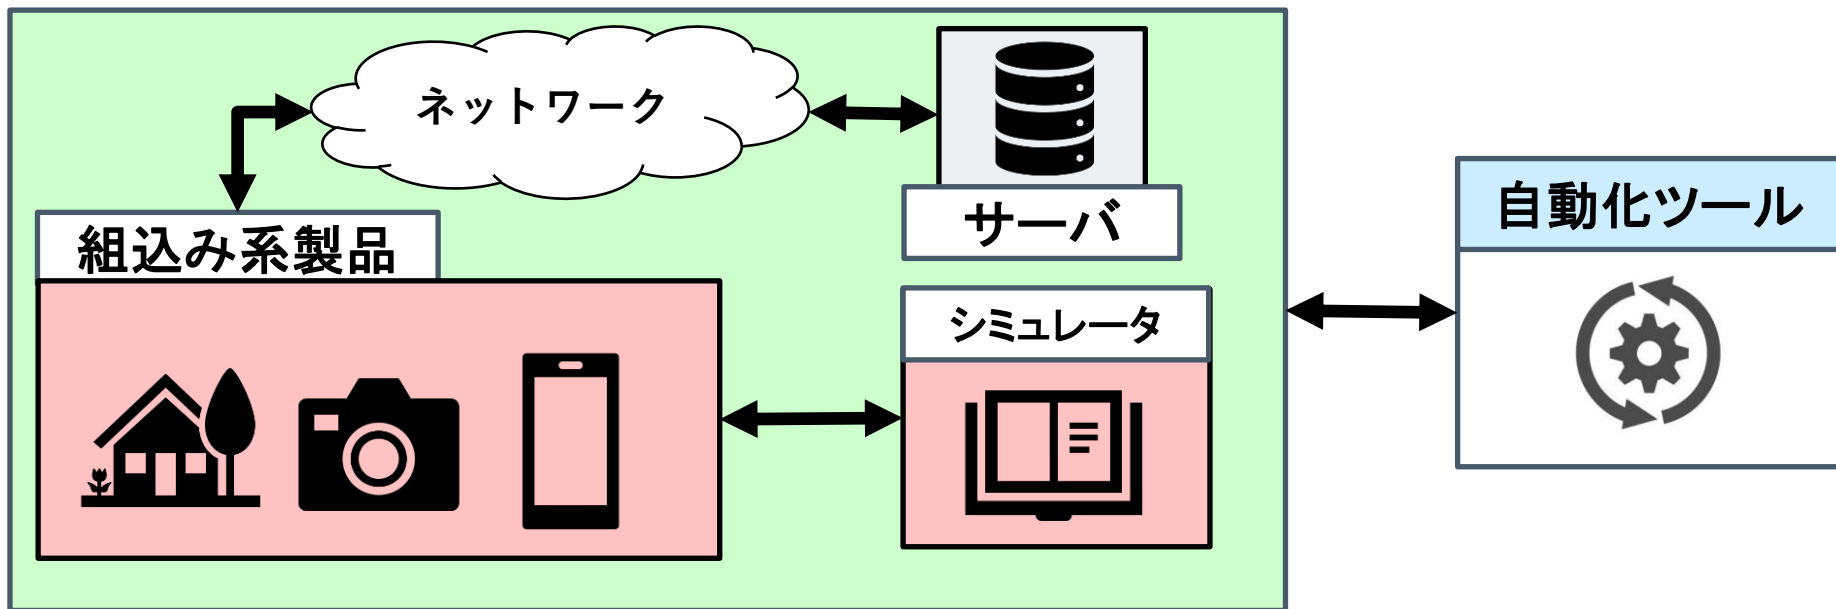 ネットワーク
サーバ
組込み系製品
シミュレータ
自動化ツール